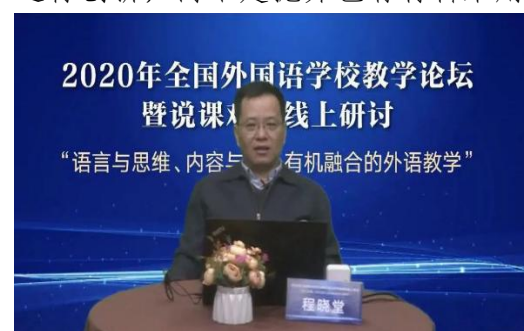 2020年全国外国语学校教学论坛
暨说课 线上研讨
“语言与思维、内容与 有机融合的外语教学”
程晓堂